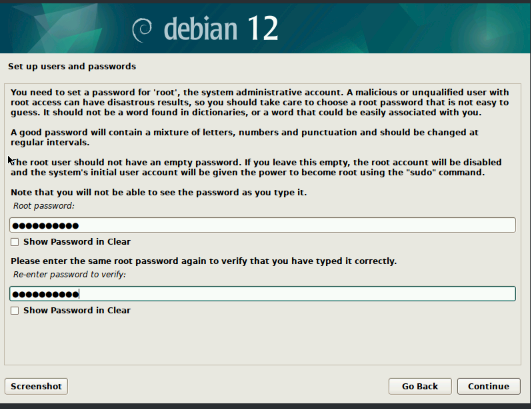 debian 12
Set up users and passwords
You need to set a password for 'root', the system administrative account. A malicious or unqualified user with
root access can have disastrous results, so you should take care to choose a root password that is not easy to
guess. It should not be a word found in dictionaries, or a word that could be easily associated with you.
A good password will contain a mixture of letters, numbers and punctuation and should be changed at
regular intervals.
The root user should not have an empty password. If you leave this empty, the root account will be disabled
and the system's initial user account will be given the power to become root using the "sudo" command.
Note that you will not be able to see the password as you type it.
Root password:
●●●●●●●●●●
Show Password in Clear
Please enter the same root password again to verify that you have typed it correctly.
Re-enter password to verify:
●●●●●●●●●●
Show Password in Clear
Screenshot
Go Back
Continue